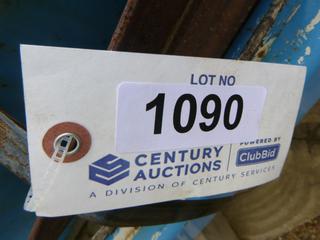 LOT NO
1090
CENTURY
AUCTIONS
POWERED BY
ClubBid
A DIVISION OF CENTURY SERVICES